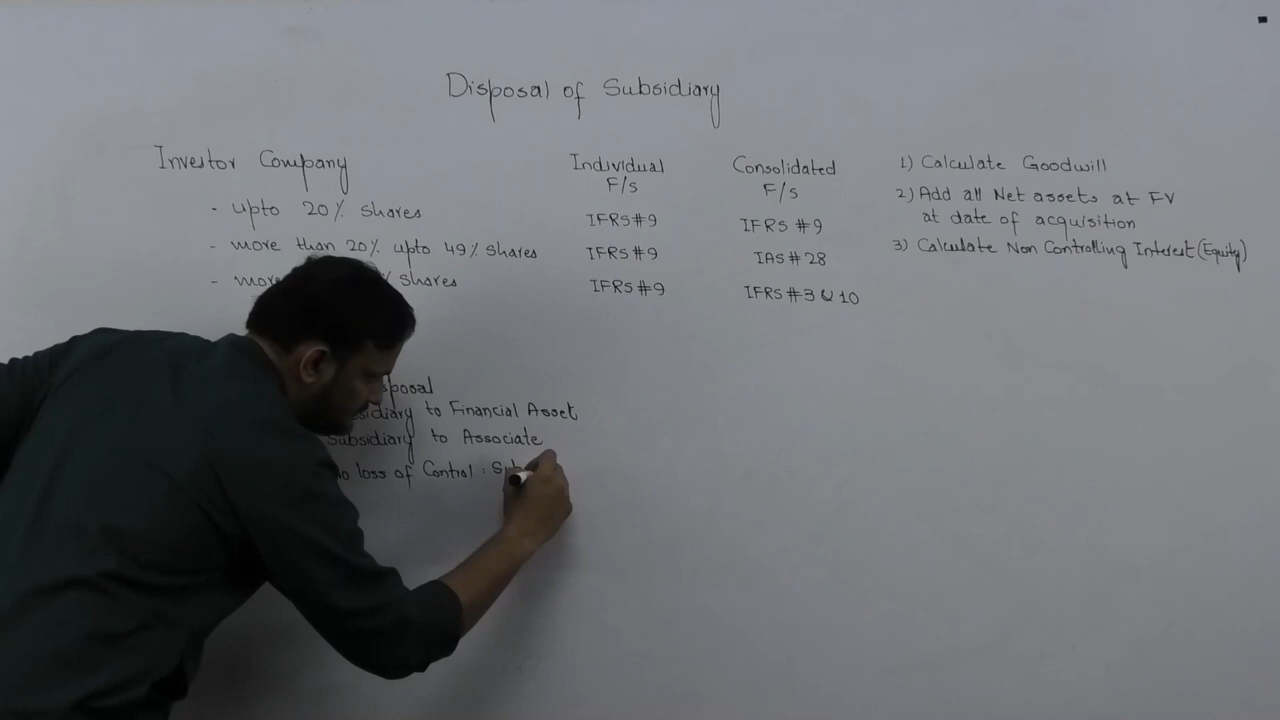 Disposal of Subsidiary
Investor Company
- upto 20% shares
- more than 20% upto 49% shares
- more shares
Individual
F/s
IFRS #9
IFRS #9
IFRS #9
Consolidated
F/s
IFRS #9
IAS # 28
IFRS #3 & 10
1) Calculate Goodwill
2) Add all Net assets at FV
at date of acquisition
3) Calculate Non Controlling Interest (Equity)
to Financial Asset
Subsidiary to Associate
loss of Control :